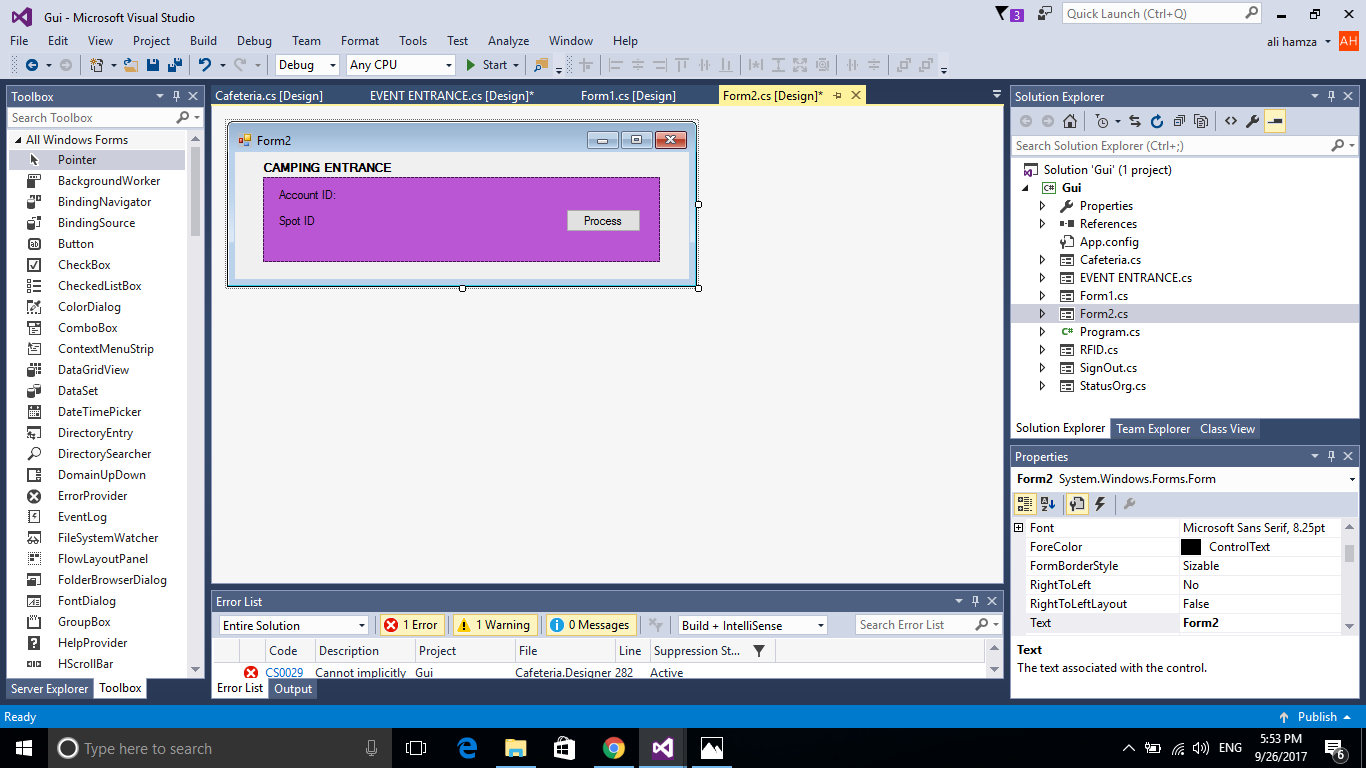 Gui - Microsoft Visual Studio
3
Quick Launch (Ctrl+Q)
File Edit View Project Build Debug Team Format Tools Test Analyze Window Help
ali hamza AH
Debug Any CPU Start
Toolbox
Search Toolbox
All Windows Forms
Pointer
BackgroundWorker
BindingNavigator
BindingSource
Button
CheckBox
CheckedListBox
ColorDialog
ComboBox
ContextMenuStrip
DataGridView
DataSet
DateTimePicker
DirectoryEntry
DirectorySearcher
DomainUpDown
ErrorProvider
EventLog
FileSystemWatcher
FlowLayoutPanel
FolderBrowserDialog
FontDialog
GroupBox
HelpProvider
HScrollBar
Server Explorer Toolbox
Cafeteria.cs [Design] EVENT ENTRANCE.cs [Design]* Form1.cs [Design] Form2.cs [Design]*
Form2
CAMPING ENTRANCE
Account ID:
Spot ID
Process
Error List
Entire Solution 1 Error 1 Warning 0 Messages Build + IntelliSense Search Error List
Code Description Project File Line Suppression St...
CS0029 Cannot implicitly Gui Cafeteria.Designer 282 Active
Error List Output
Solution Explorer
Search Solution Explorer (Ctrl+;)
Solution 'Gui' (1 project)
C# Gui
Properties
References
App.config
Cafeteria.cs
EVENT ENTRANCE.cs
Form1.cs
Form2.cs
C# Program.cs
RFID.cs
SignOut.cs
StatusOrg.cs
Solution Explorer Team Explorer Class View
Properties
Form2 System.Windows.Forms.Form
Font Microsoft Sans Serif, 8.25pt
ForeColor ControlText
FormBorderStyle Sizable
RightToLeft No
RightToLeftLayout False
Text Form2
Text
The text associated with the control.
Ready
Publish
Type here to search
ENG
5:53 PM
9/26/2017
6